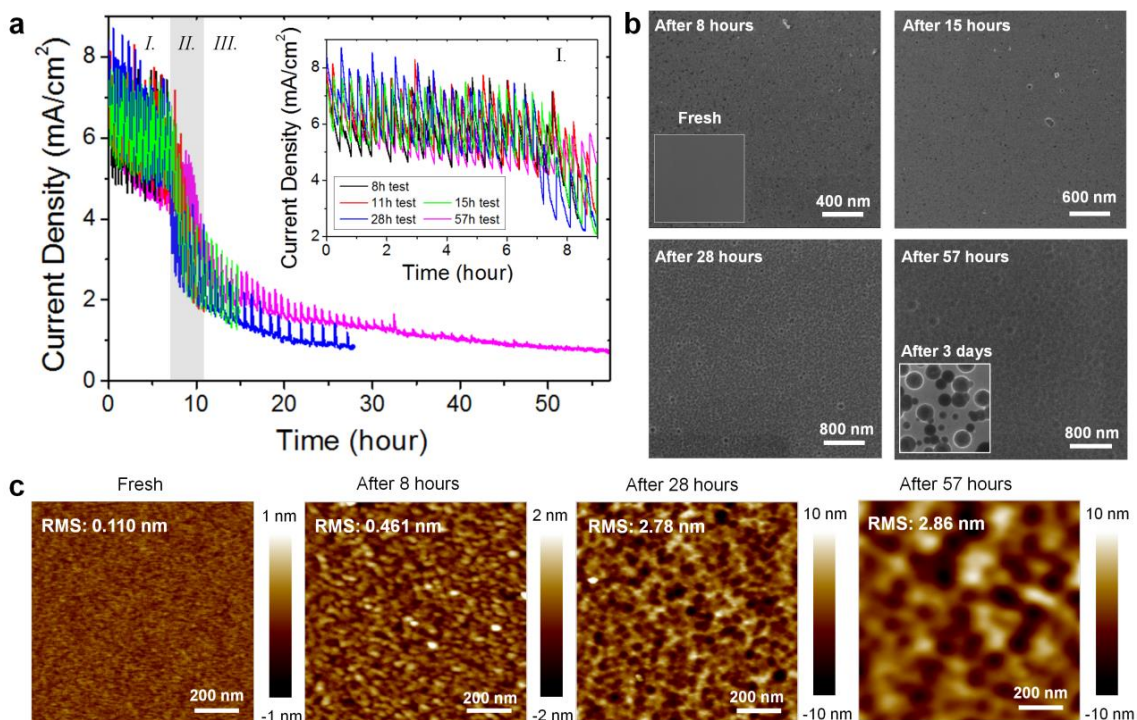 a
I. II. III.
Current Density (mA/cm²)
8
6
4
2
0
0 10 20 30 40 50
Time (hour)
I.
Current Density (mA/cm²)
8
6
4
2
0 2 4 6 8
Time (hour)
8h test
11h test
28h test
15h test
57h test
b
After 8 hours
Fresh
400 nm
After 15 hours
600 nm
After 28 hours
800 nm
After 57 hours
After 3 days
800 nm
c
Fresh
RMS: 0.110 nm
200 nm
1 nm
-1 nm
After 8 hours
RMS: 0.461 nm
200 nm
2 nm
-2 nm
After 28 hours
RMS: 2.78 nm
200 nm
10 nm
-10 nm
After 57 hours
RMS: 2.86 nm
200 nm
10 nm
-10 nm